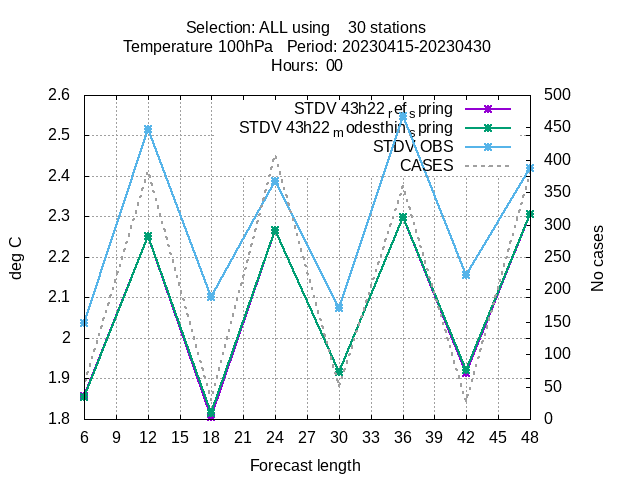 Selection: ALL using    30 stations
Temperature 100hPa   Period: 20230415-20230430
Hours:  00
2.6
2.5
2.4
2.3
2.2
2.1
2
1.9
1.8
500
450
400
350
300
250
200
150
100
50
0
deg C
No cases
STDV 43h22_ref_spring
STDV 43h22_modesthin_spring
STDV OBS
CASES
6 9 12 15 18 21 24 27 30 33 36 39 42 45 48
Forecast length